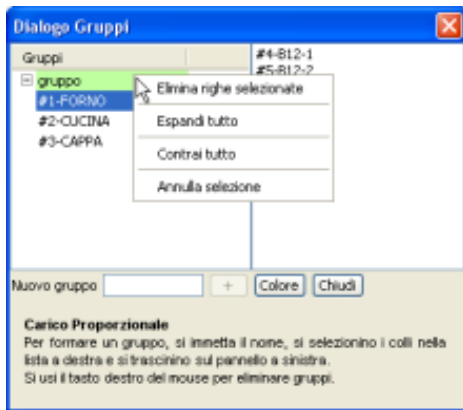 Dialogo Gruppi
Gruppi
#4-B12-1
#5-B12-2
gruppo
#1-FORNO
#2-CUCINA
#3-CAPPA
Elimina righe selezionate
Espandi tutto
Contrai tutto
Annulla selezione
Nuovo gruppo + Colore Chiudi
Carico Proporzionale
Per formare un gruppo, si immetta il nome, si selezionino i colli nella
lista a destra e si trascinino sul pannello a sinistra.
Si usi il tasto destro del mouse per eliminare gruppi.